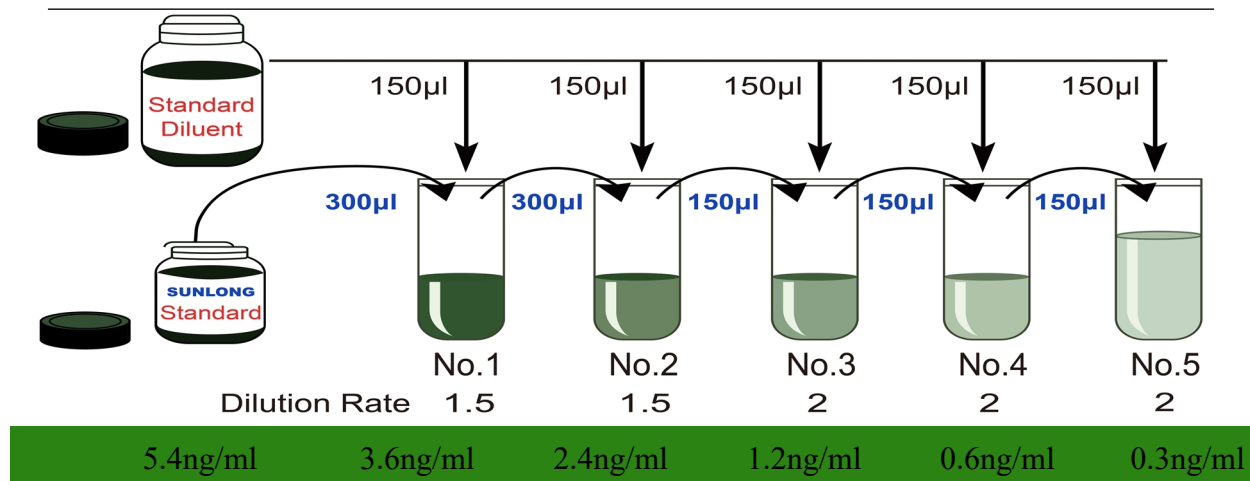 150µl 150µl 150µl 150µl 150µl
Standard
Diluent
300µl 300µl 150µl 150µl 150µl
SUNLONG
Standard
No.1 No.2 No.3 No.4 No.5
Dilution Rate 1.5 1.5 2 2 2
5.4ng/ml 3.6ng/ml 2.4ng/ml 1.2ng/ml 0.6ng/ml 0.3ng/ml